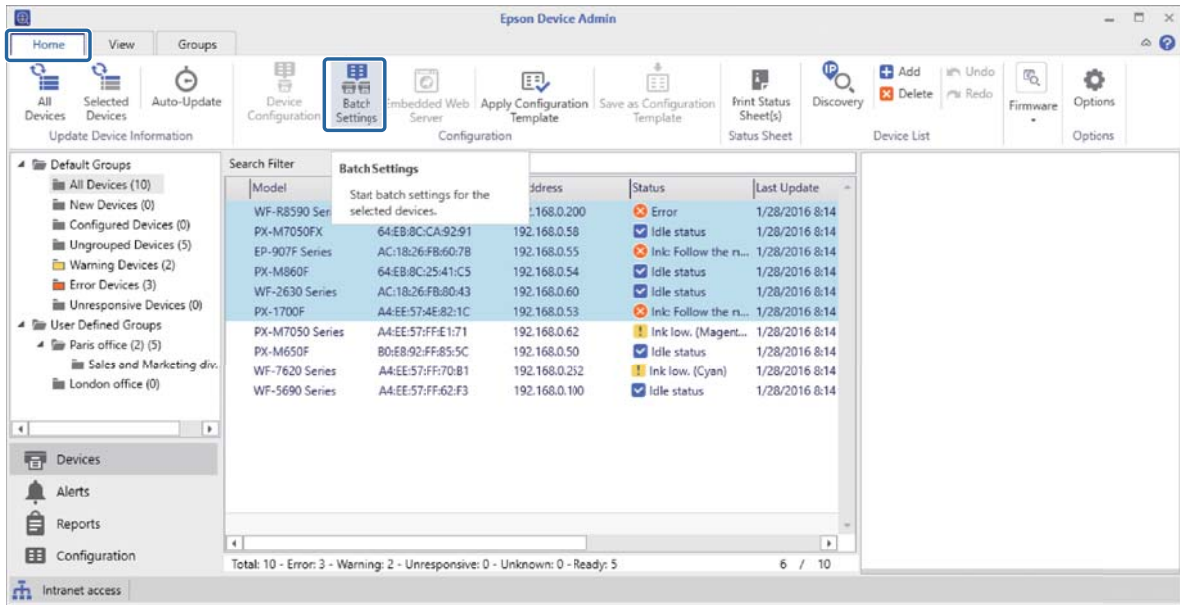 Epson Device Admin
Home View Groups
All Devices
Selected Devices
Auto-Update
Update Device Information
Device Configuration
Batch Settings
Embedded Web Server
Apply Configuration Template
Save as Configuration Template
Configuration
Print Status Sheet(s)
Status Sheet
IP
Discovery
Add
Delete
Undo
Redo
Device List
Firmware
Options
Options
Default Groups
All Devices (10)
New Devices (0)
Configured Devices (0)
Ungrouped Devices (5)
Warning Devices (2)
Error Devices (3)
Unresponsive Devices (0)
User Defined Groups
Paris office (2) (5)
Sales and Marketing div.
London office (0)
Devices
Alerts
Reports
Configuration
Search Filter
Batch Settings
Start batch settings for the
selected devices.
Model Status Last Update
WF-R8590 Error 1/28/2016 8:14
PX-M7050FX 64:EB:8C:CA:92:91 192.168.0.58 Idle status 1/28/2016 8:14
EP-907F Series AC:18:26:FB:60:7B 192.168.0.55 Ink: Follow the n... 1/28/2016 8:14
PX-M860F 64:EB:8C:25:41:C5 192.168.0.54 Idle status 1/28/2016 8:14
WF-2630 Series AC:18:26:FB:80:43 192.168.0.60 Idle status 1/28/2016 8:14
PX-1700F A4:EE:57:4E:82:1C 192.168.0.53 Ink: Follow the n... 1/28/2016 8:14
PX-M7050 Series A4:EE:57:FF:E1:71 192.168.0.62 Ink low. (Magent... 1/28/2016 8:14
PX-M650F B0:E8:92:FF:85:5C 192.168.0.50 Idle status 1/28/2016 8:14
WF-7620 Series A4:EE:57:FF:70:B1 192.168.0.252 Ink low. (Cyan) 1/28/2016 8:14
WF-5690 Series A4:EE:57:FF:62:F3 192.168.0.100 Idle status 1/28/2016 8:14
Total: 10 - Error: 3 - Warning: 2 - Unresponsive: 0 - Unknown: 0 - Ready: 5 6 / 10
Intranet access